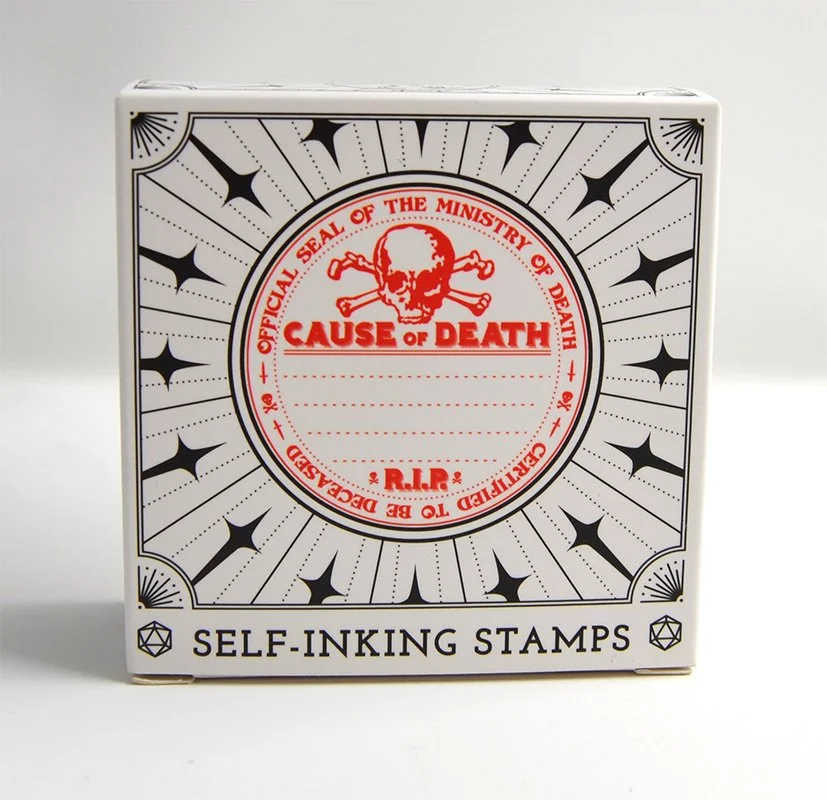 OFFICIAL SEAL OF THE MINISTRY OF DEATH
CAUSE OF DEATH
R.I.P.
CERTIFIED TO BE DECEASED
SELF-INKING STAMPS